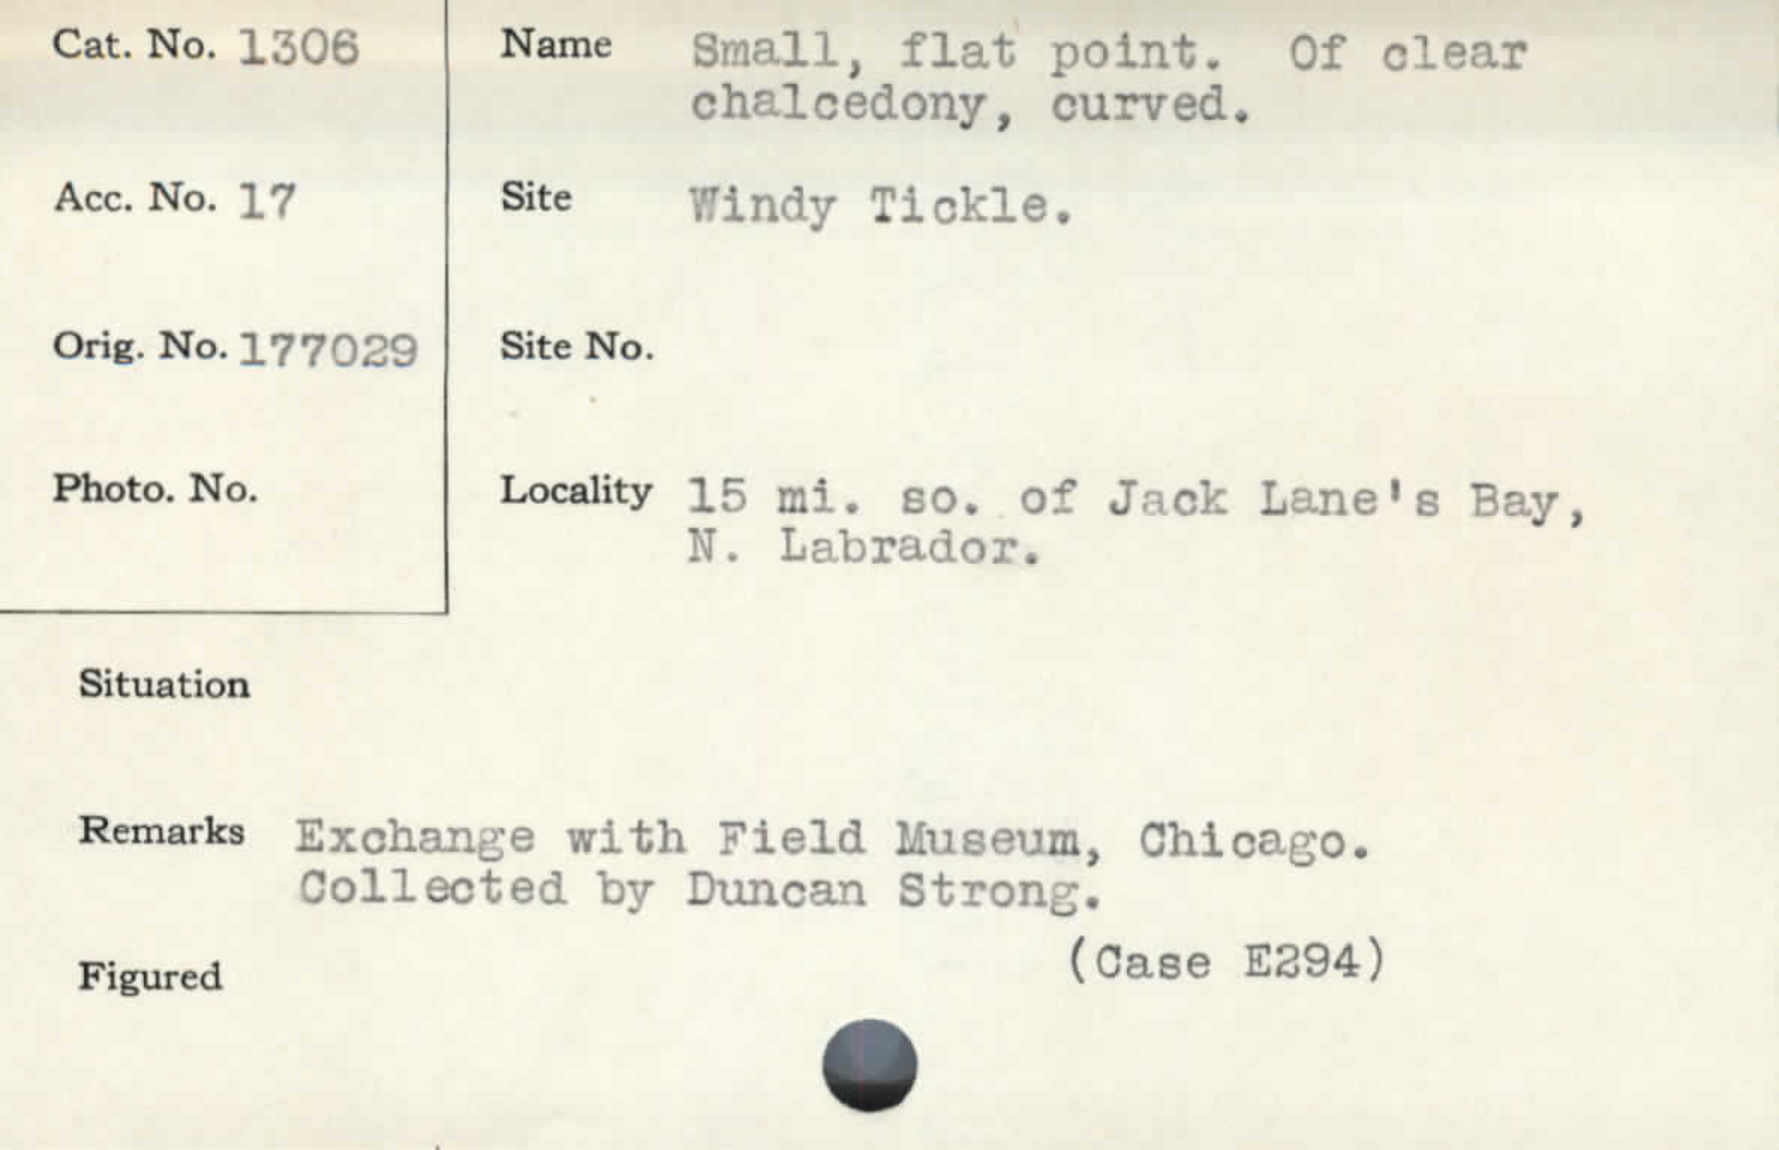 Cat. No. 1306
Acc. No. 17
Orig. No. 177029
Photo. No.
Name Small, flat point. Of clear
chalcedony, curved.
Site Windy Tickle.
Site No.
Locality 15 mi. so. of Jack Lane's Bay,
N. Labrador.
Situation
Remarks Exchange with Field Museum, Chicago.
Collected by Duncan Strong.
(Case E294)
Figured